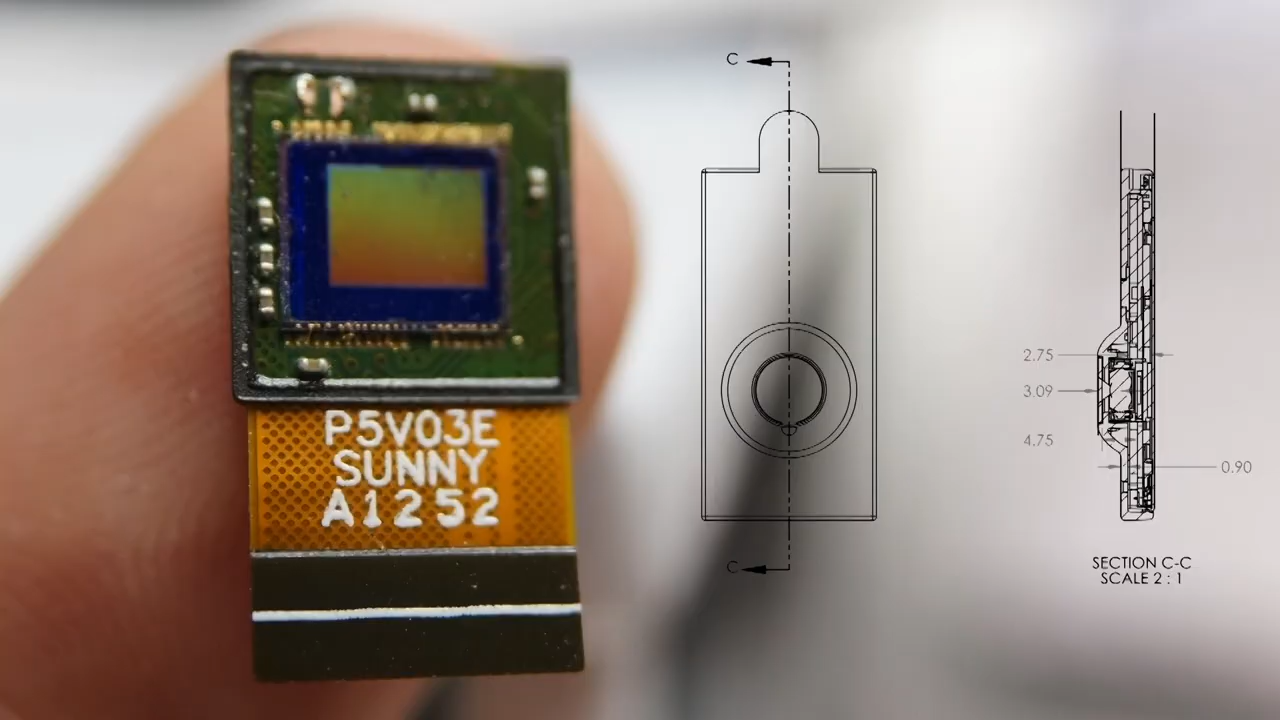 P5V03E
SUNNY
A1252
C
C
2.75
3.09
4.75
0.90
SECTION C-C
SCALE 2 : 1